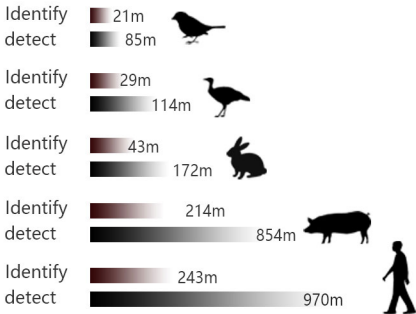 Identify 21m
detect 85m
Identify 29m
detect 114m
Identify 43m
detect 172m
Identify 214m
detect 854m
Identify 243m
detect 970m